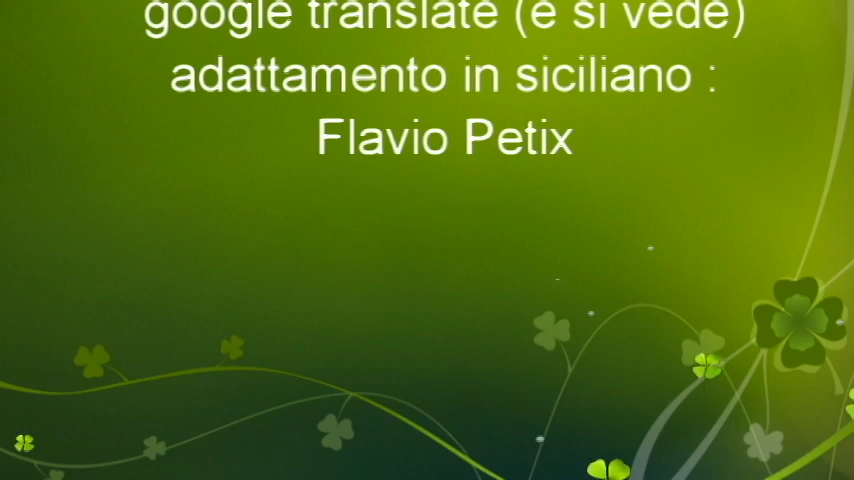 google translate (e si vede)
adattamento in siciliano :
Flavio Petix